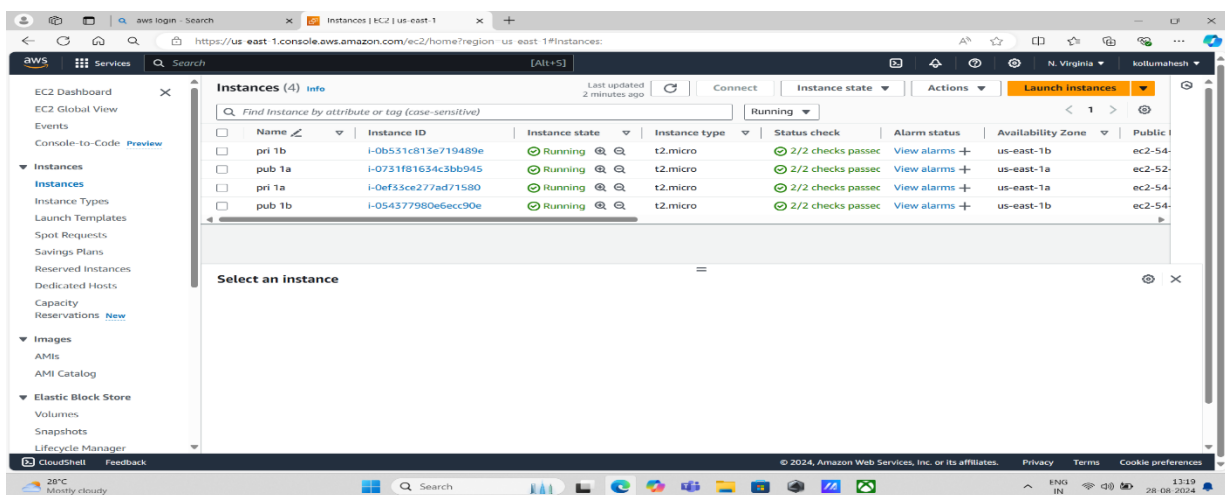 aws login - Search
Instances | EC2 | us-east-1
https://us-east-1.console.aws.amazon.com/ec2/home?region=us-east-1#Instances:
aws Services Search [Alt+S] N. Virginia kollumahesh
EC2 Dashboard
EC2 Global View
Events
Console-to-Code Preview
Instances
Instances
Instance Types
Launch Templates
Spot Requests
Savings Plans
Reserved Instances
Dedicated Hosts
Capacity
Reservations New
Images
AMIs
AMI Catalog
Elastic Block Store
Volumes
Snapshots
Lifecycle Manager
Instances (4) Info
Last updated
2 minutes ago
Connect Instance state Actions Launch instances
Find Instance by attribute or tag (case-sensitive) Running 1
Name Instance ID Instance state Instance type Status check Alarm status Availability Zone Public
pri 1b i-0b531c813e719489e Running t2.micro 2/2 checks passec View alarms + us-east-1b ec2-54-
pub 1a i-0731f81634c3bb945 Running t2.micro 2/2 checks passec View alarms + us-east-1a ec2-52-
pri 1a i-0ef33ce277ad71580 Running t2.micro 2/2 checks passec View alarms + us-east-1a ec2-54-
pub 1b i-054377980e6ecc90e Running t2.micro 2/2 checks passec View alarms + us-east-1b ec2-54-
Select an instance
CloudShell Feedback © 2024, Amazon Web Services, Inc. or its affiliates. Privacy Terms Cookie preferences
28°C
Mostly cloudy
Search
ENG
IN
13:19
28-08-2024